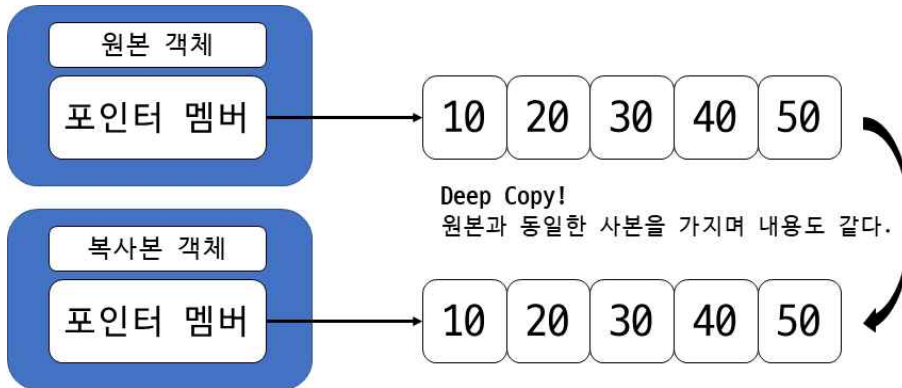 원본 객체
포인터 멤버
10 20 30 40 50
Deep Copy!
원본과 동일한 사본을 가지며 내용도 같다.
복사본 객체
포인터 멤버
10 20 30 40 50